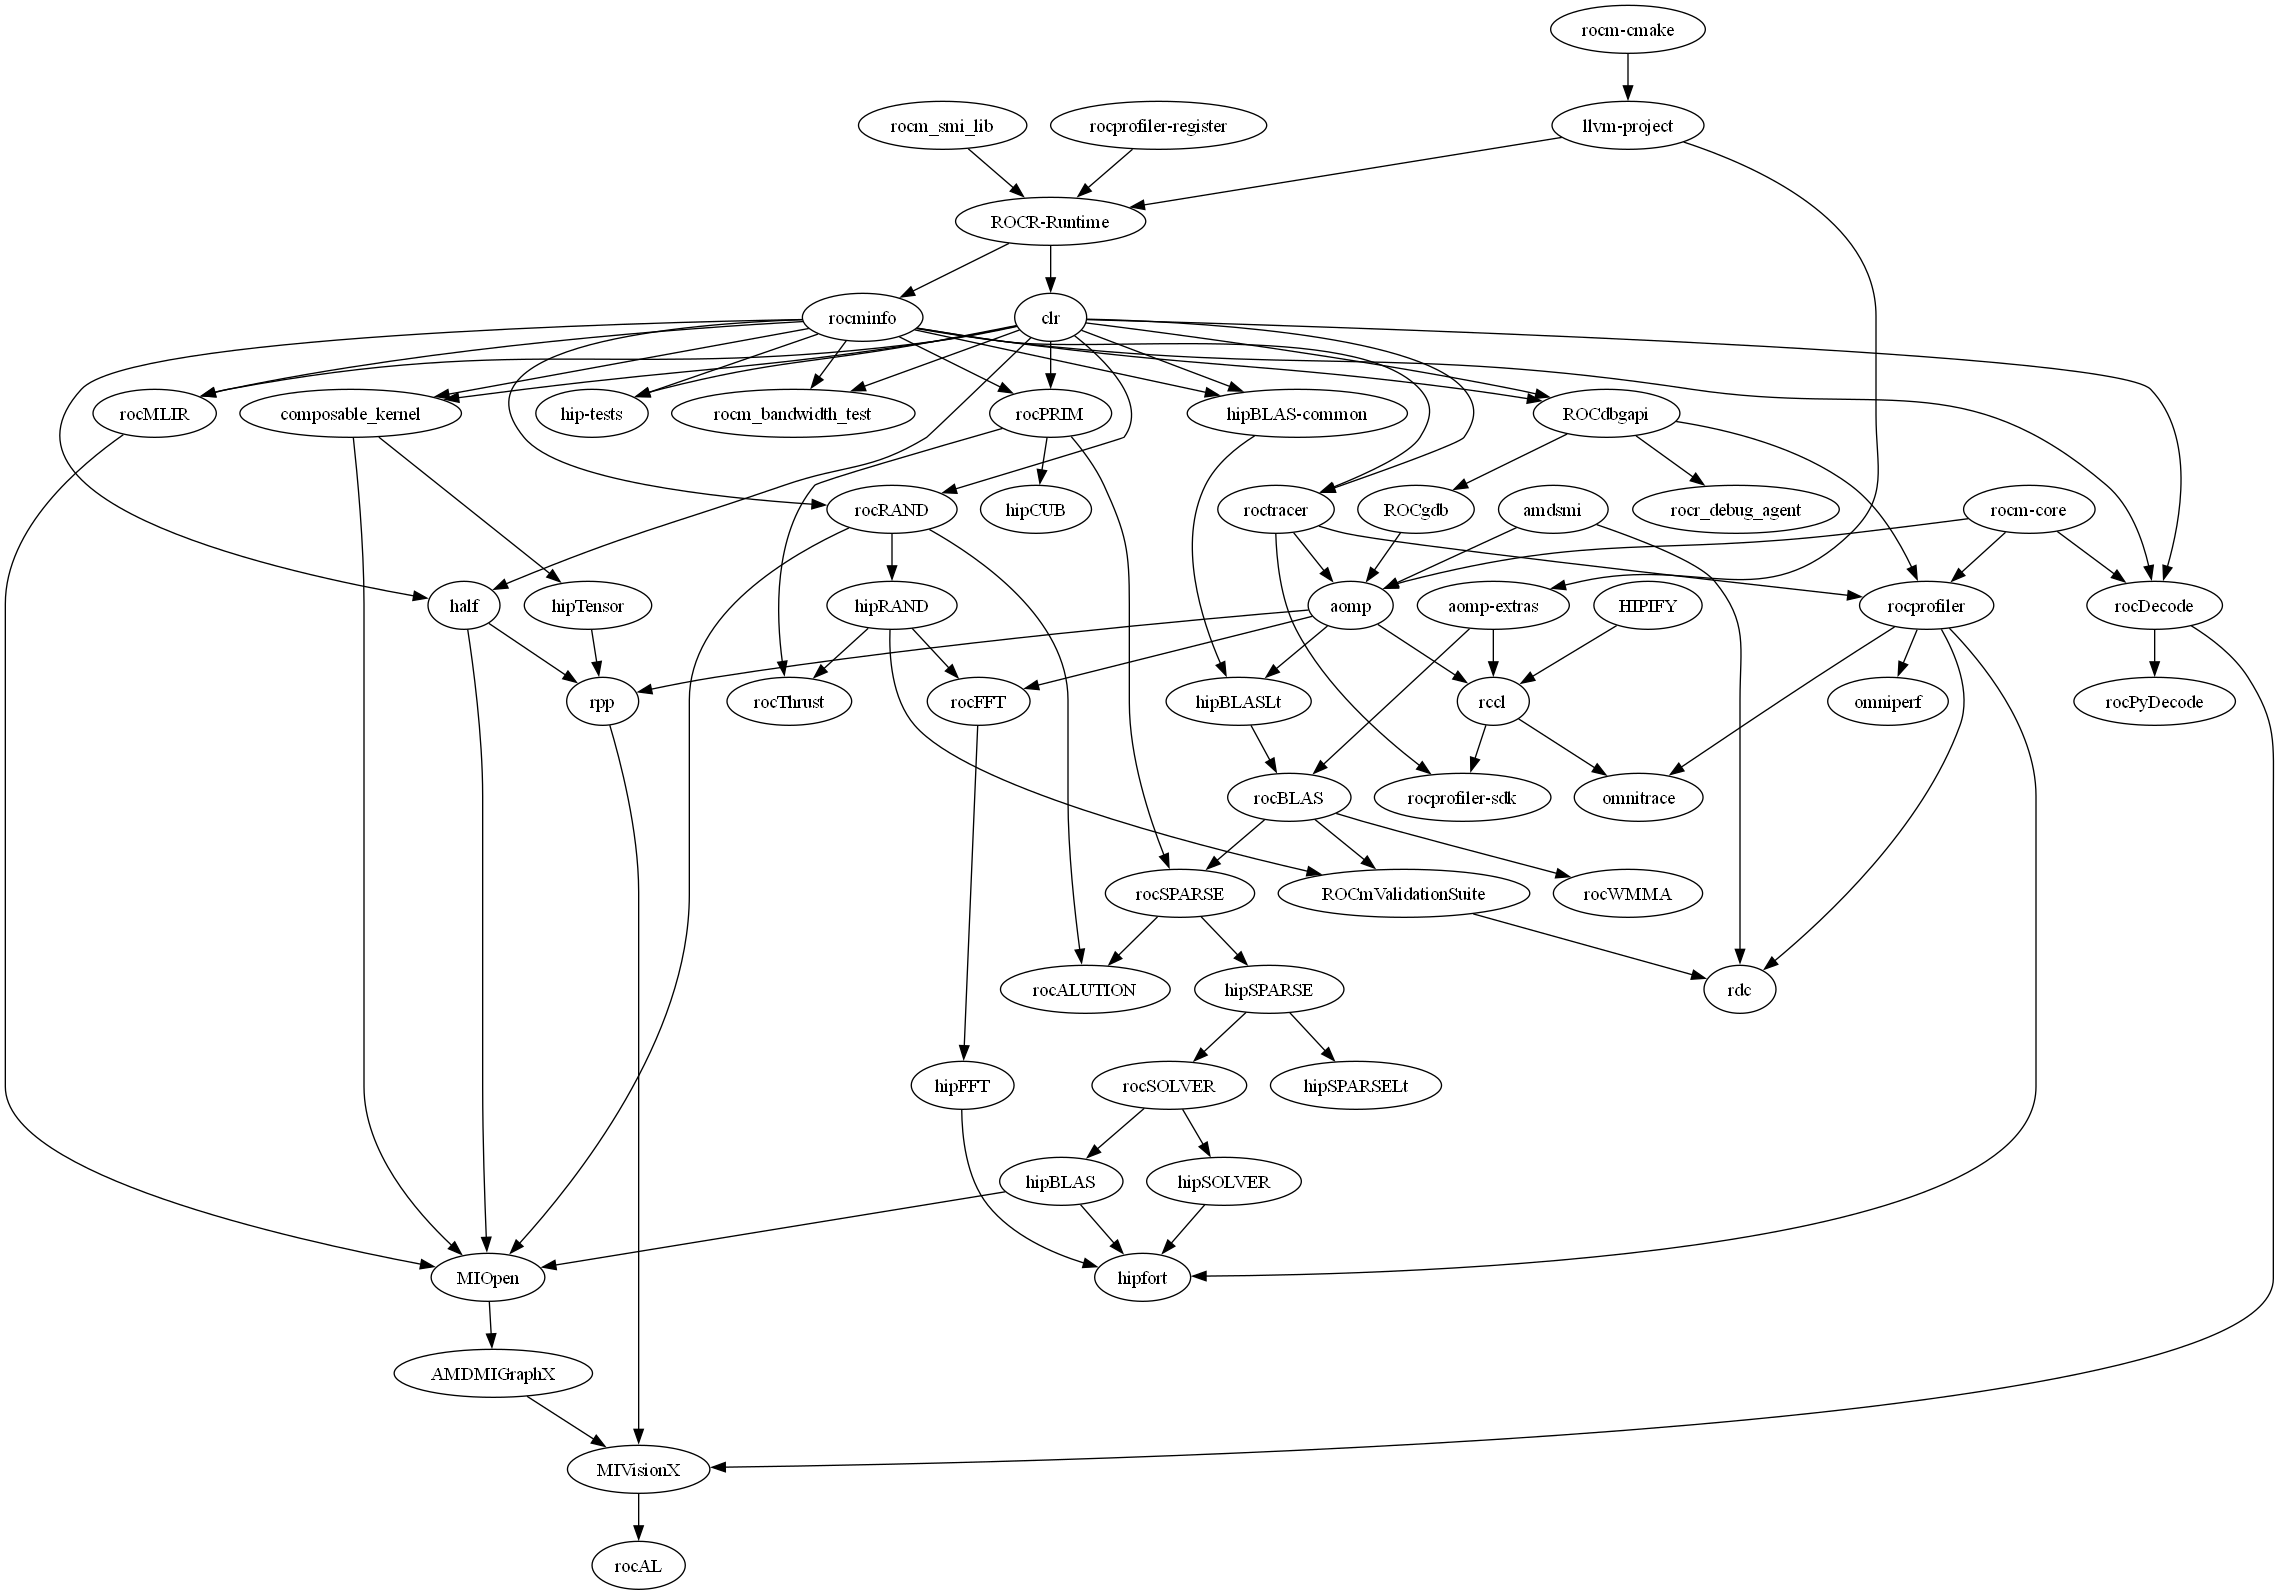 rocm-cmake
rocm_smi_lib
rocprofiler-register
llvm-project
ROCR-Runtime
rocminfo
clr
rocMLIR
composable_kernel
hip-tests
rocm_bandwidth_test
rocPRIM
hipBLAS-common
ROCdbgapi
rocRAND
hipCUB
roctracer
ROCgdb
amdsmi
rocr_debug_agent
rocm-core
half
hipTensor
hipRAND
aomp
aomp-extras
HIPIFY
rocprofiler
rocDecode
rpp
rocThrust
rocFFT
hipBLASLt
rccl
omniperf
rocPyDecode
rocBLAS
rocprofiler-sdk
omnitrace
rocSPARSE
ROCmValidationSuite
rocWMMA
rocALUTION
hipSPARSE
rdc
hipFFT
rocSOLVER
hipSPARSELt
hipBLAS
hipSOLVER
MIOpen
hipfort
AMDMIGraphX
MIVisionX
rocAL